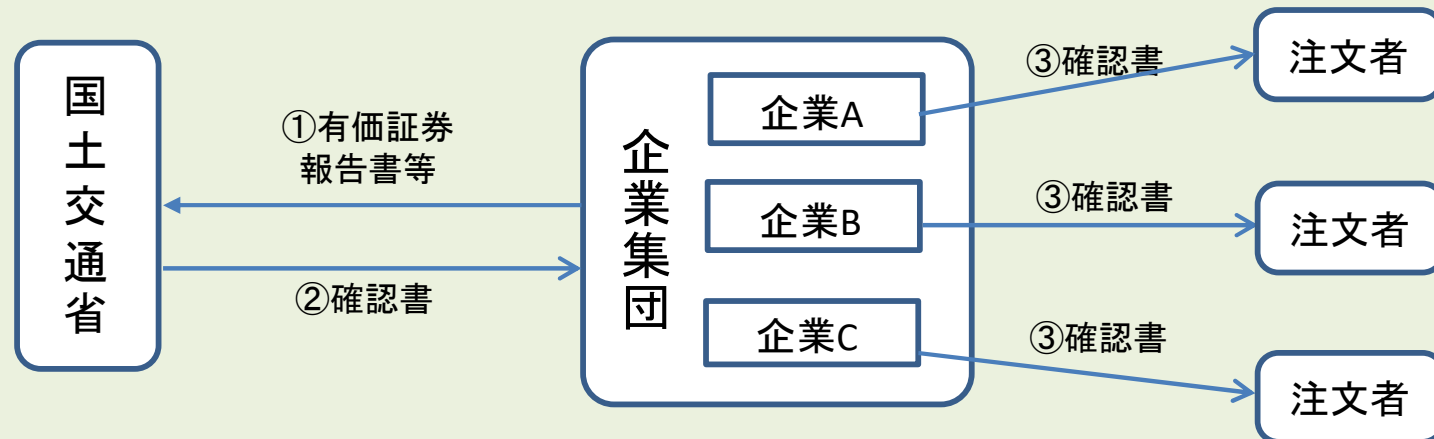 国土交通省
①有価証券
報告書等
②確認書
企業集団
企業A
企業B
企業C
③確認書
③確認書
③確認書
注文者
注文者
注文者